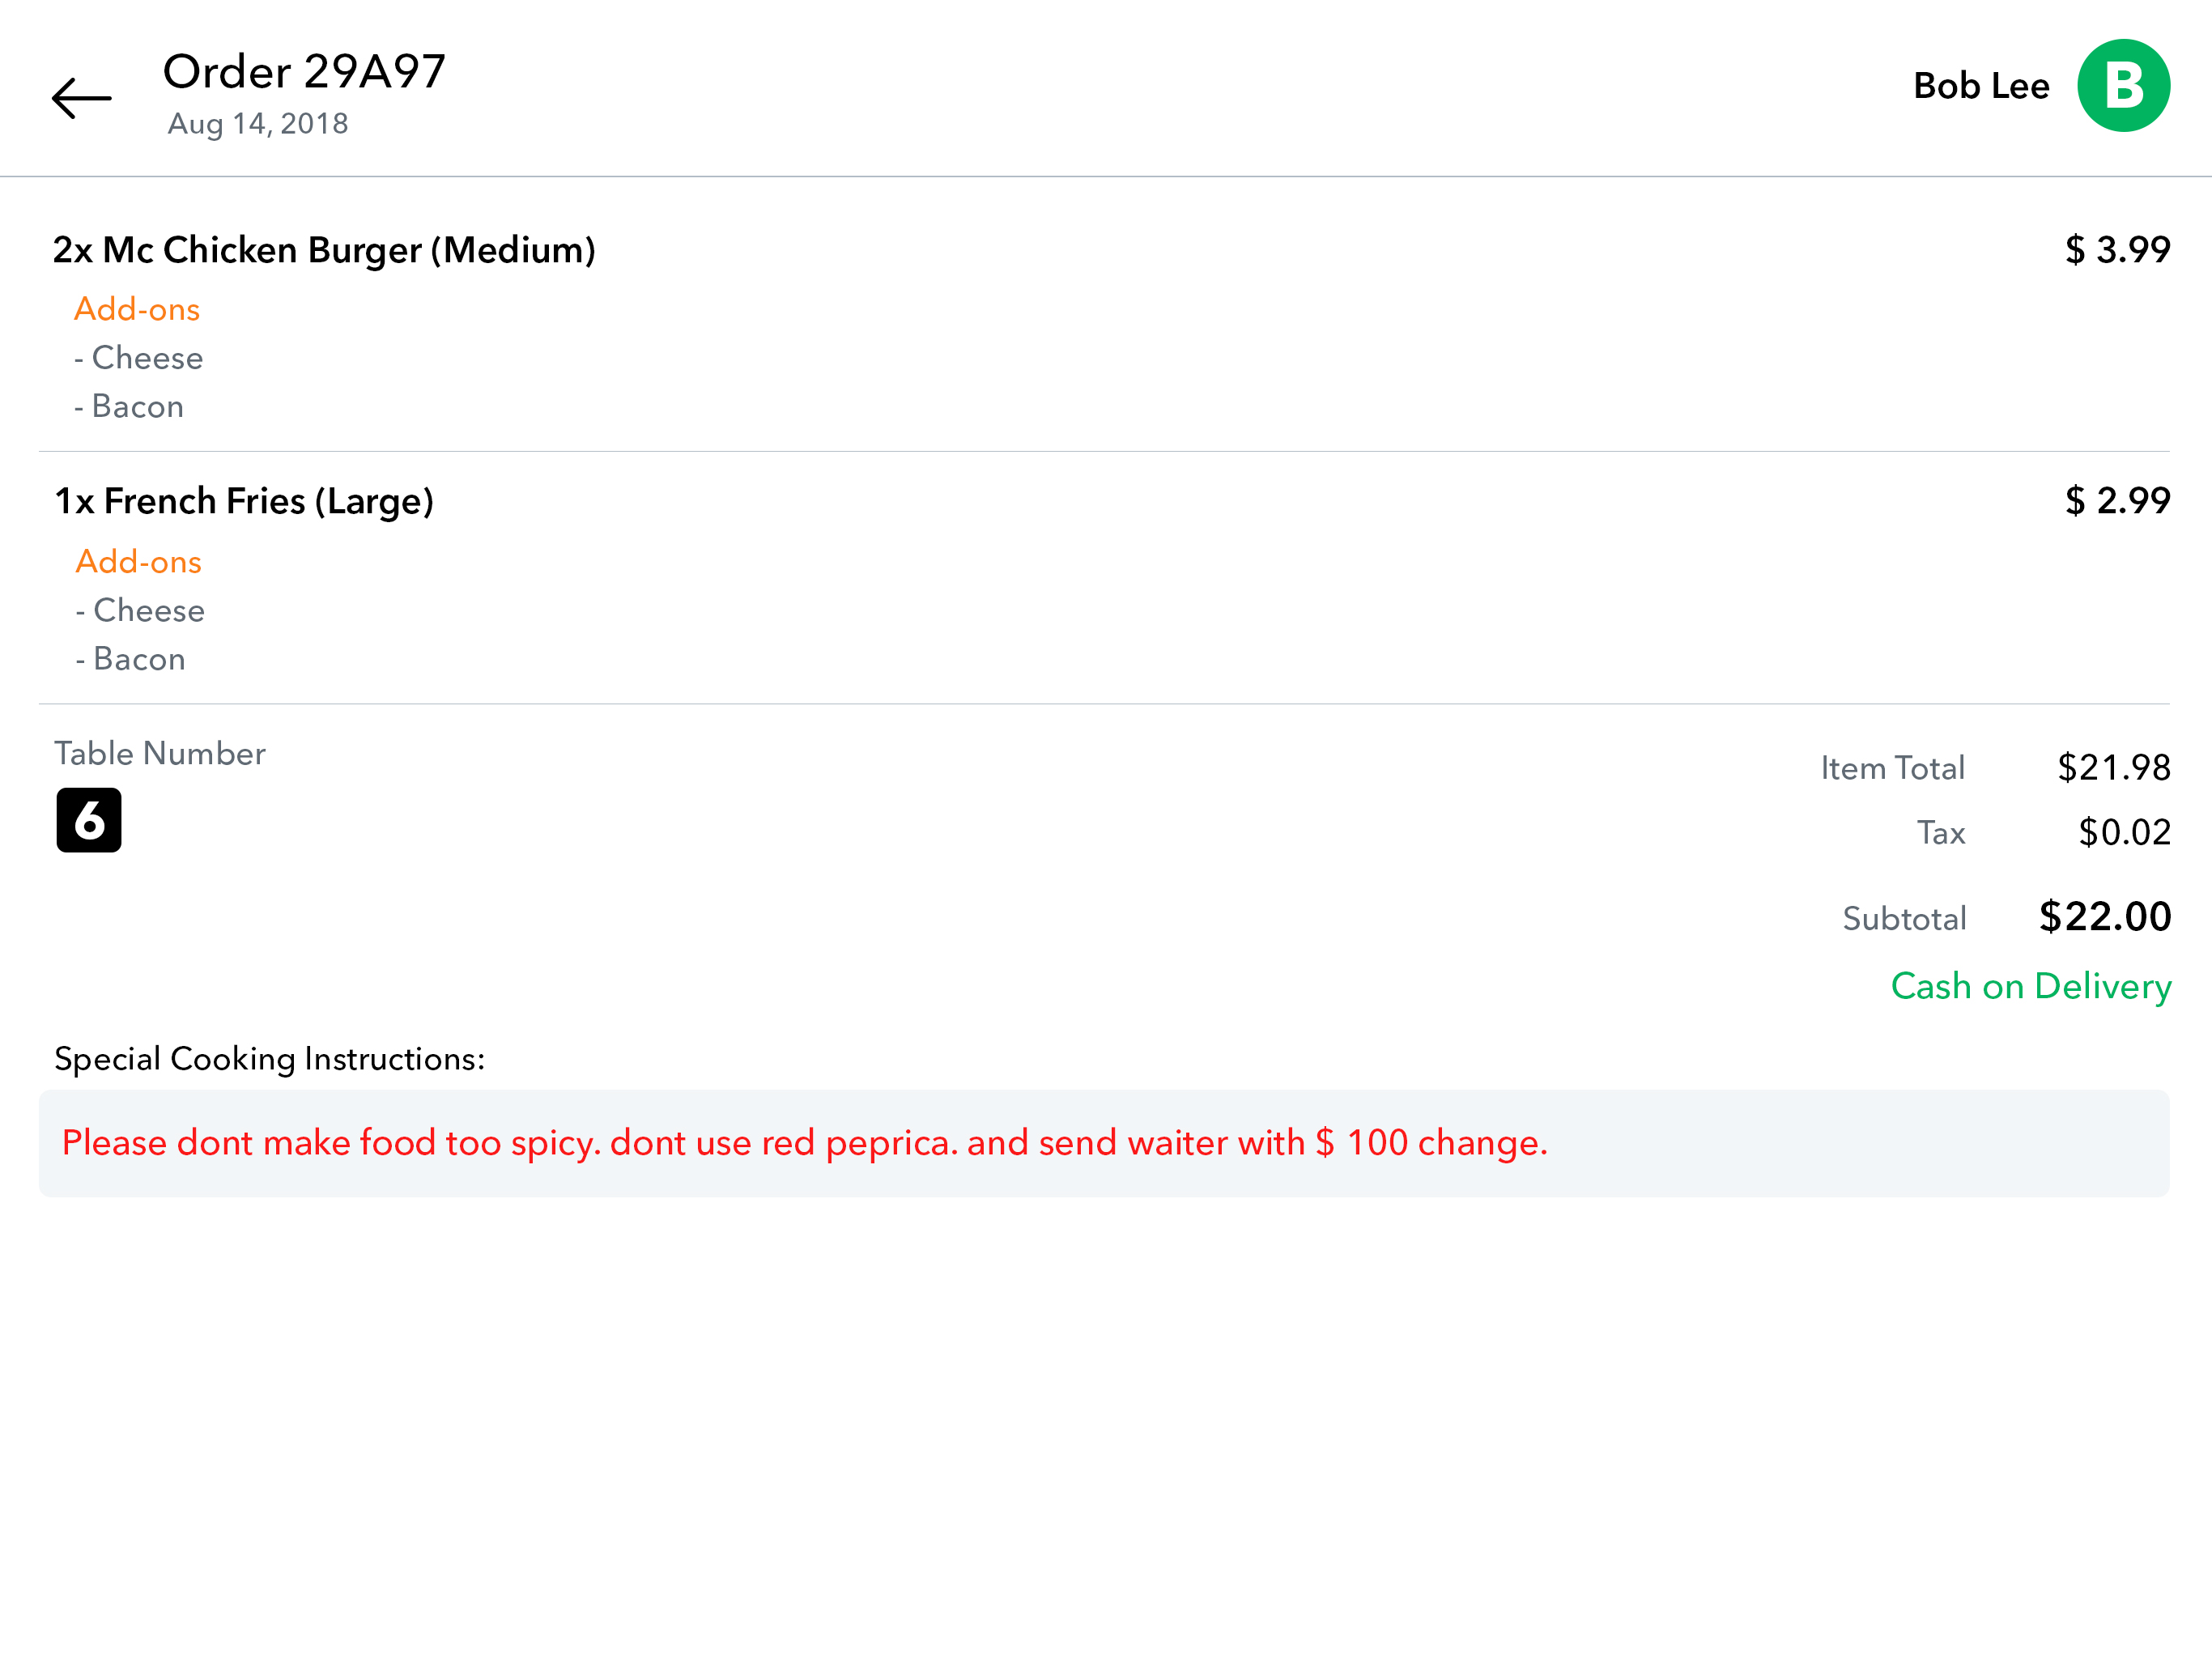 Order 29A97
Aug 14, 2018
Bob Lee
B
2x Mc Chicken Burger (Medium)
$ 3.99
Add-ons
- Cheese
- Bacon
1x French Fries (Large)
$ 2.99
Add-ons
- Cheese
- Bacon
Table Number
6
Item Total $21.98
Tax $0.02
Subtotal $22.00
Cash on Delivery
Special Cooking Instructions:
Please dont make food too spicy. dont use red peprica. and send waiter with $ 100 change.